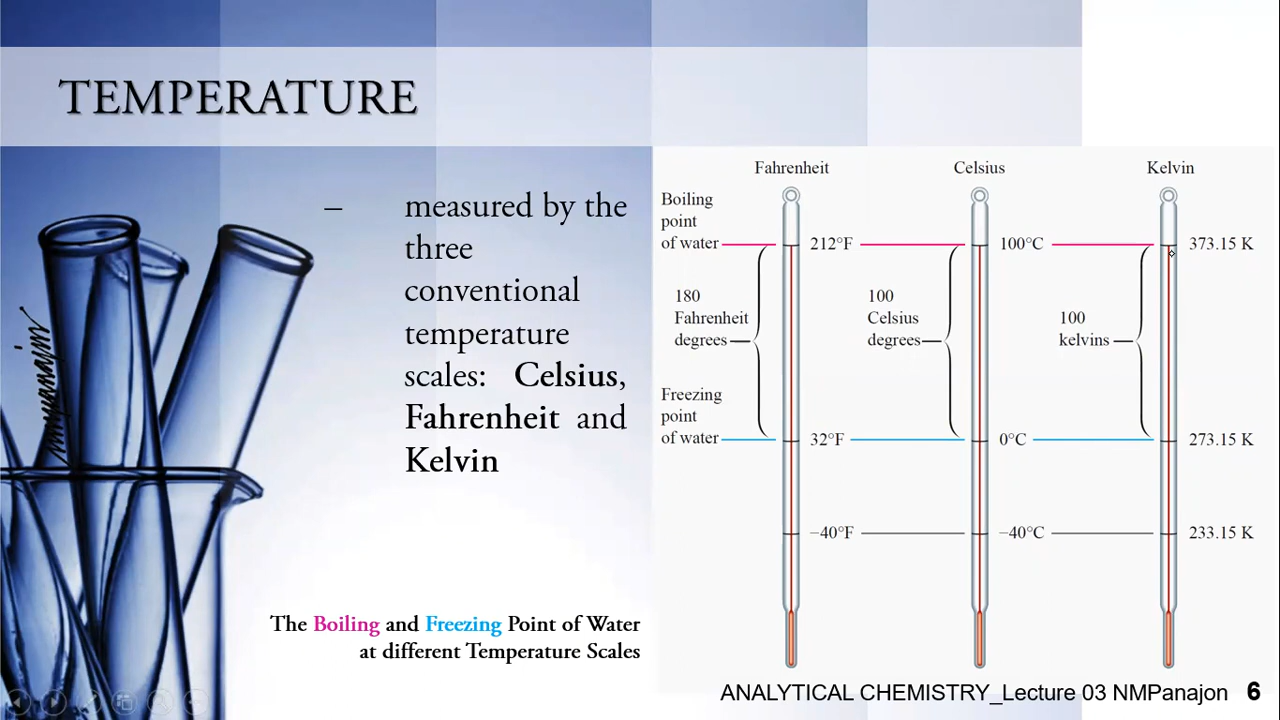 TEMPERATURE
– measured by the
three
conventional
temperature
scales: Celsius,
Fahrenheit and
Kelvin
The Boiling and Freezing Point of Water
at different Temperature Scales
Fahrenheit Celsius Kelvin
Boiling
point
of water 212°F 100°C 373.15 K
180
Fahrenheit
degrees
100
Celsius
degrees
100
kelvins
Freezing
point
of water 32°F 0°C 273.15 K
−40°F −40°C 233.15 K
ANALYTICAL CHEMISTRY_Lecture 03 NMPanajon 6